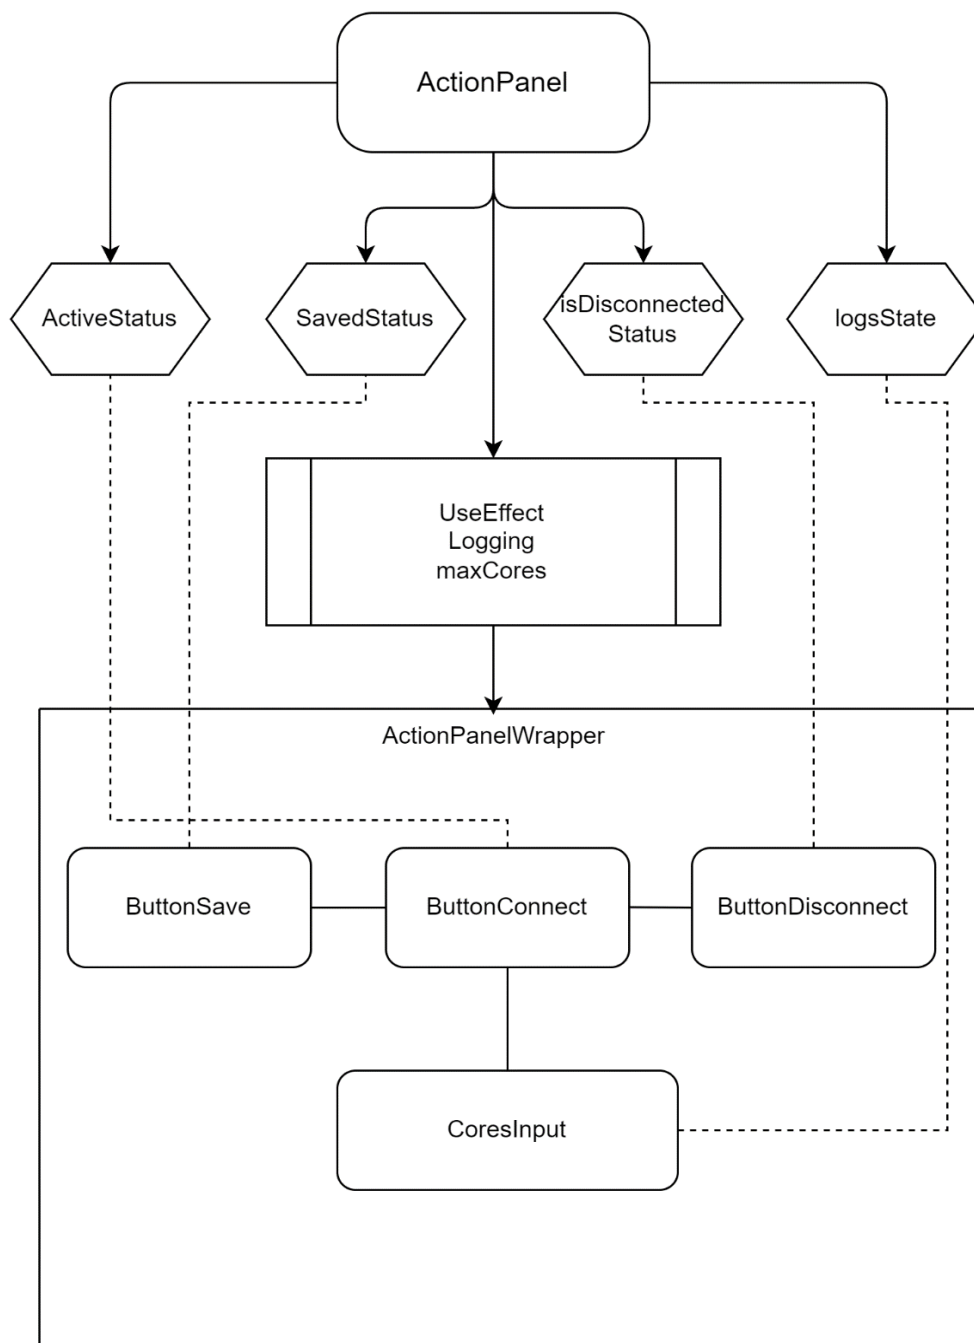 ActionPanel
ActiveStatus
SavedStatus
isDisconnected
Status
logsState
UseEffect
Logging
maxCores
ActionPanelWrapper
ButtonSave
ButtonConnect
ButtonDisconnect
CoresInput